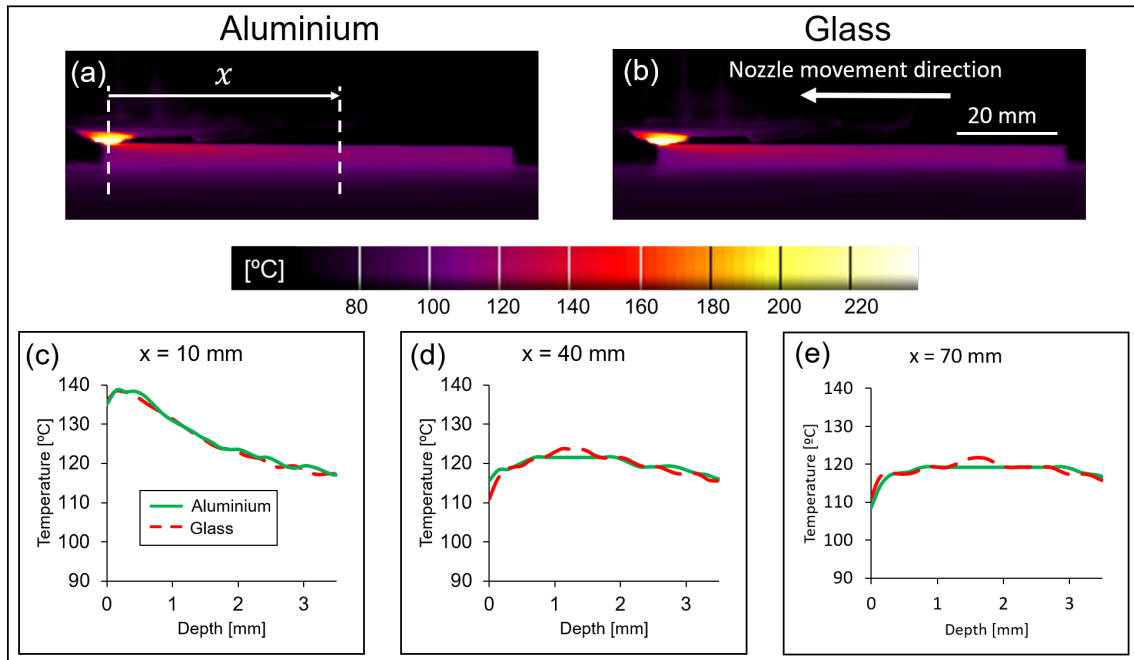 Aluminium
Glass
(a)
x
(b)
Nozzle movement direction
20 mm
[ºC]
80 100 120 140 160 180 200 220
(c)
x = 10 mm
140
130
120
110
100
90
Temperature [ºC]
Aluminium
Glass
0 1 2 3
Depth [mm]
(d)
x = 40 mm
140
130
120
110
100
90
Temperature [ºC]
0 1 2 3
Depth [mm]
(e)
x = 70 mm
140
130
120
110
100
90
Temperature [ºC]
0 1 2 3
Depth [mm]